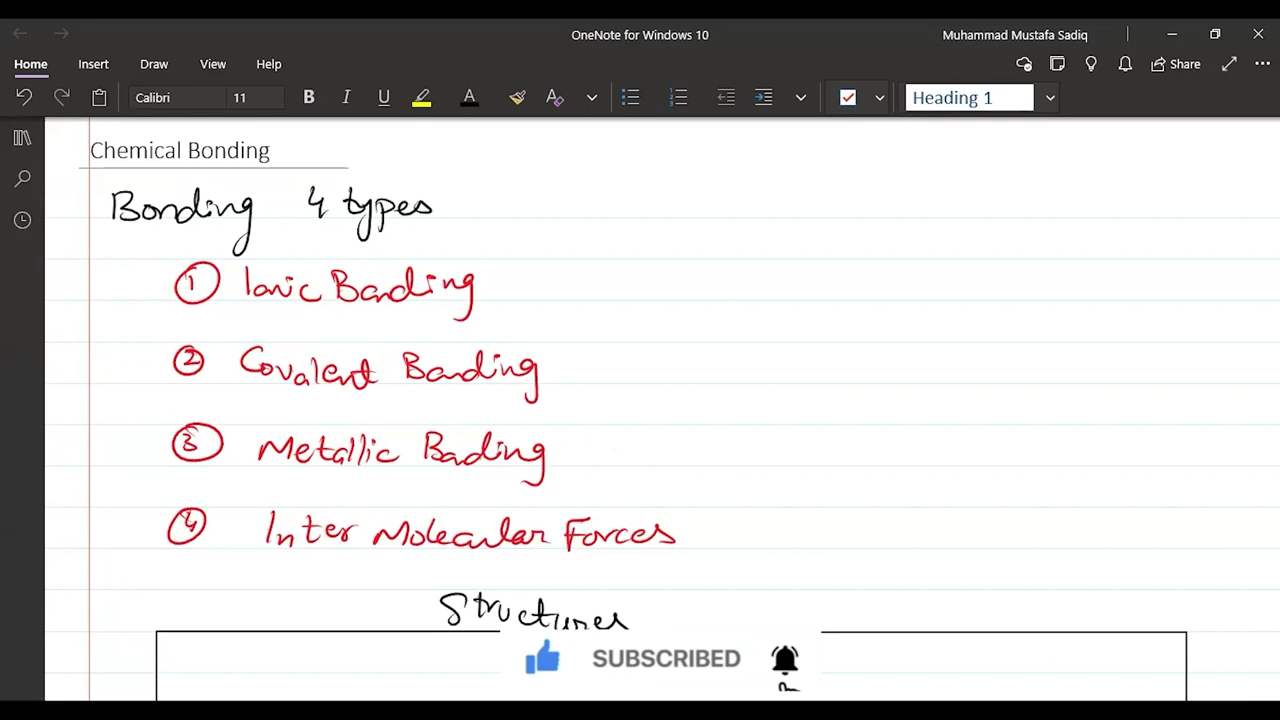 OneNote for Windows 10
Muhammad Mustafa Sadiq
Home Insert Draw View Help
Share
Calibri 11 B I U A Heading 1
Chemical Bonding
Bonding 4 types
① Ionic Bonding
② Covalent Bonding
③ Metallic Bonding
④ Inter Molecular Forces
Structures
SUBSCRIBED